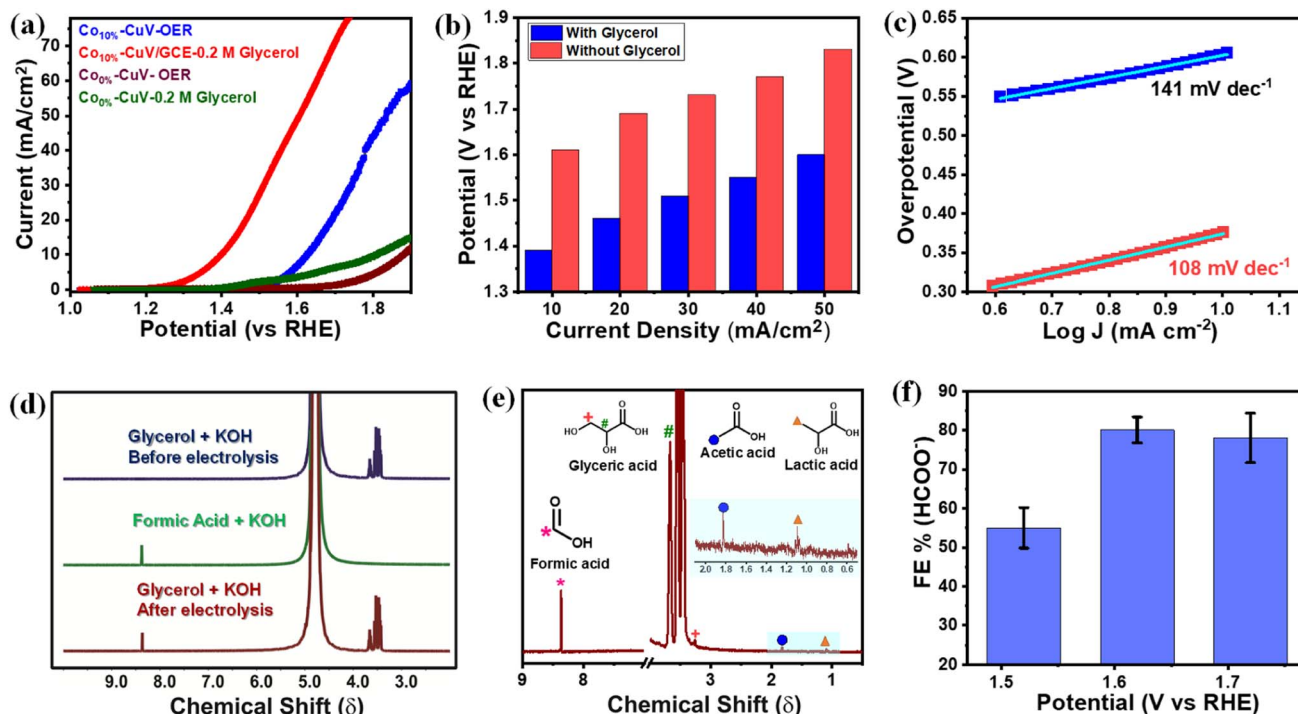 (a)
Co10%-CuV-OER
Co10%-CuV/GCE-0.2 M Glycerol
Co0%-CuV- OER
Co0%-CuV-0.2 M Glycerol
Current (mA/cm²)
70
60
50
40
30
20
10
0
1.0
1.2
1.4
1.6
1.8
Potential (vs RHE)
(b)
With Glycerol
Without Glycerol
Potential (V vs RHE)
1.9
1.8
1.7
1.6
1.5
1.4
1.3
10
20
30
40
50
Current Density (mA/cm²)
(c)
Overpotential (V)
0.65
0.60
0.55
0.50
0.40
0.35
0.30
141 mV dec⁻¹
108 mV dec⁻¹
0.6
0.7
0.8
0.9
1.0
1.1
Log J (mA cm⁻²)
(d)
Glycerol + KOH
Before electrolysis
Formic Acid + KOH
Glycerol + KOH
After electrolysis
9.0
8.0
7.0
6.0
5.0
4.0
3.0
Chemical Shift (δ)
(e)
#
+
#
O
HO
OH
OH
Glyceric acid
O
OH
Acetic acid
O
OH
OH
Lactic acid
O
*
OH
Formic acid
*
2.0
1.8
1.6
1.4
1.2
1.0
0.8
0.6
+
9
8
3
2
1
Chemical Shift (δ)
(f)
FE % (HCOO⁻)
90
80
70
60
50
40
30
20
1.5
1.6
1.7
Potential (V vs RHE)